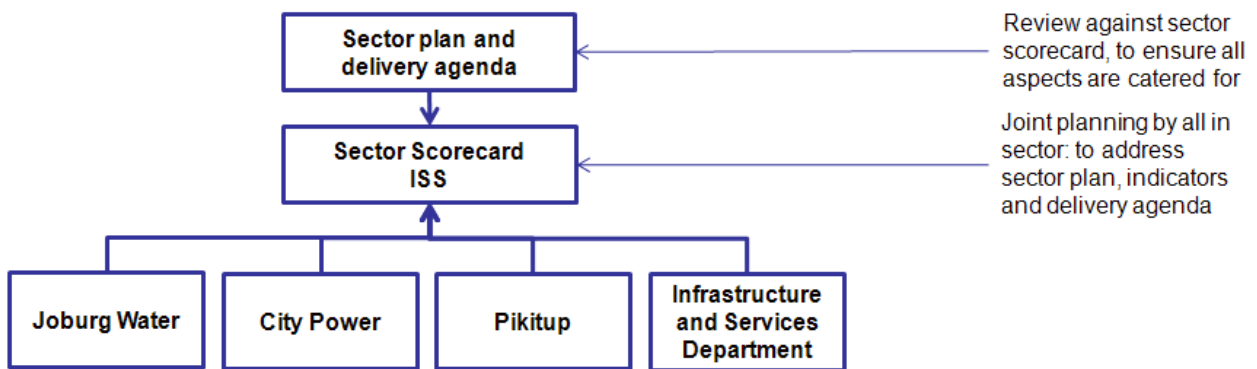 Sector plan and
delivery agenda
Review against sector
scorecard, to ensure all
aspects are catered for
Sector Scorecard
ISS
Joint planning by all in
sector: to address
sector plan, indicators
and delivery agenda
Joburg Water
City Power
Pikitup
Infrastructure
and Services
Department